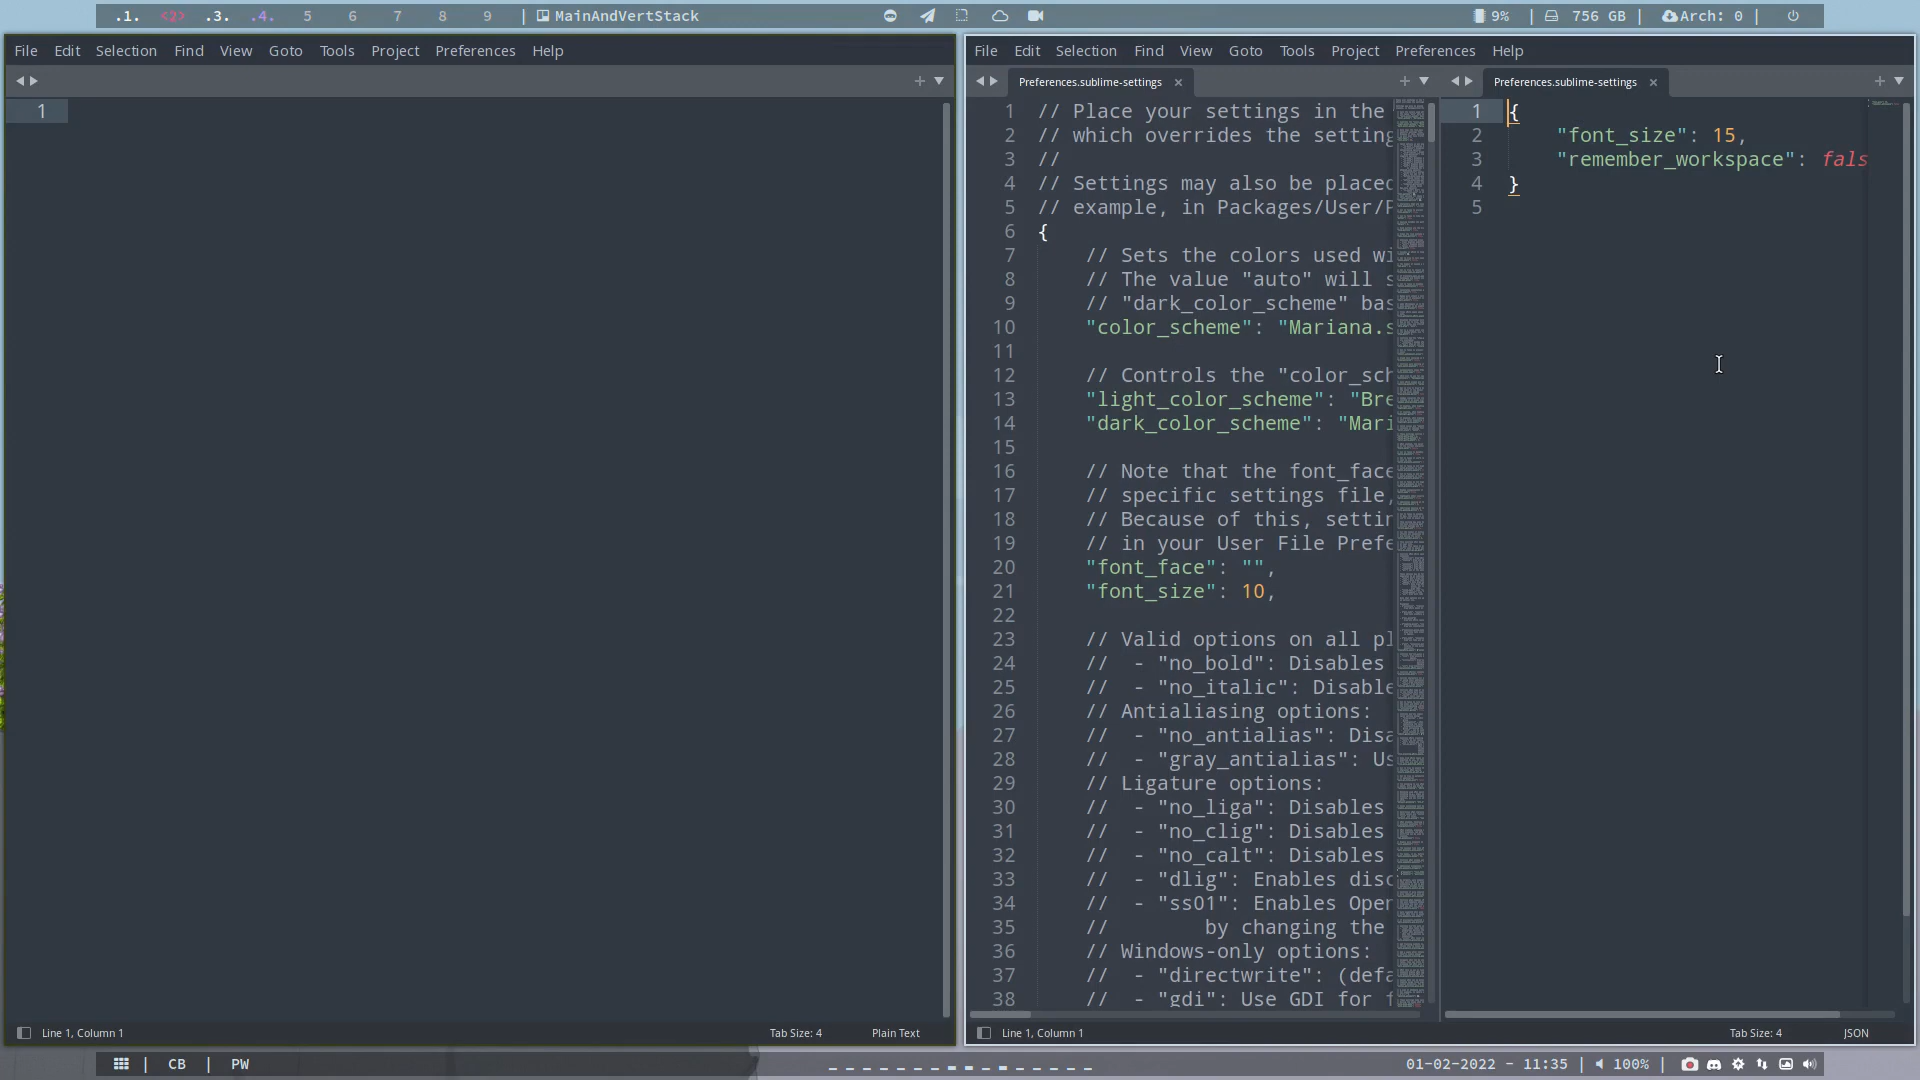 .1. <2> .3. .4. 5 6 7 8 9 | MainAndVertStack
9% | 756 GB | Arch: 0 |
File Edit Selection Find View Goto Tools Project Preferences Help
1
Line 1, Column 1 Tab Size: 4 Plain Text
File Edit Selection Find View Goto Tools Project Preferences Help
Preferences.sublime-settings ×
1 // Place your settings in the
2 // which overrides the setting
3 //
4 // Settings may also be placed
5 // example, in Packages/User/
6 {
7 // Sets the colors used wi
8 // The value "auto" will s
9 // "dark_color_scheme" bas
10 "color_scheme": "Mariana.s
11
12 // Controls the "color_sch
13 "light_color_scheme": "Bre
14 "dark_color_scheme": "Mari
15
16 // Note that the font_face
17 // specific settings file,
18 // Because of this, settin
19 // in your User File Prefe
20 "font_face": "",
21 "font_size": 10,
22
23 // Valid options on all pl
24 //  - "no_bold": Disables
25 //  - "no_italic": Disable
26 // Antialiasing options:
27 //  - "no_antialias": Disa
28 //  - "gray_antialias": Us
29 // Ligature options:
30 //  - "no_liga": Disables
31 //  - "no_clig": Disables
32 //  - "no_calt": Disables
33 //  - "dlig": Enables disc
34 //  - "ss01": Enables Open
35 //        by changing the
36 // Windows-only options:
37 //  - "directwrite": (defa
38 //  - "gdi": Use GDI for f
Preferences.sublime-settings ×
1 {
2 "font_size": 15,
3 "remember_workspace": fals
4 }
5
Line 1, Column 1 Tab Size: 4 JSON
| CB | PW
01-02-2022 - 11:35 | 100% |